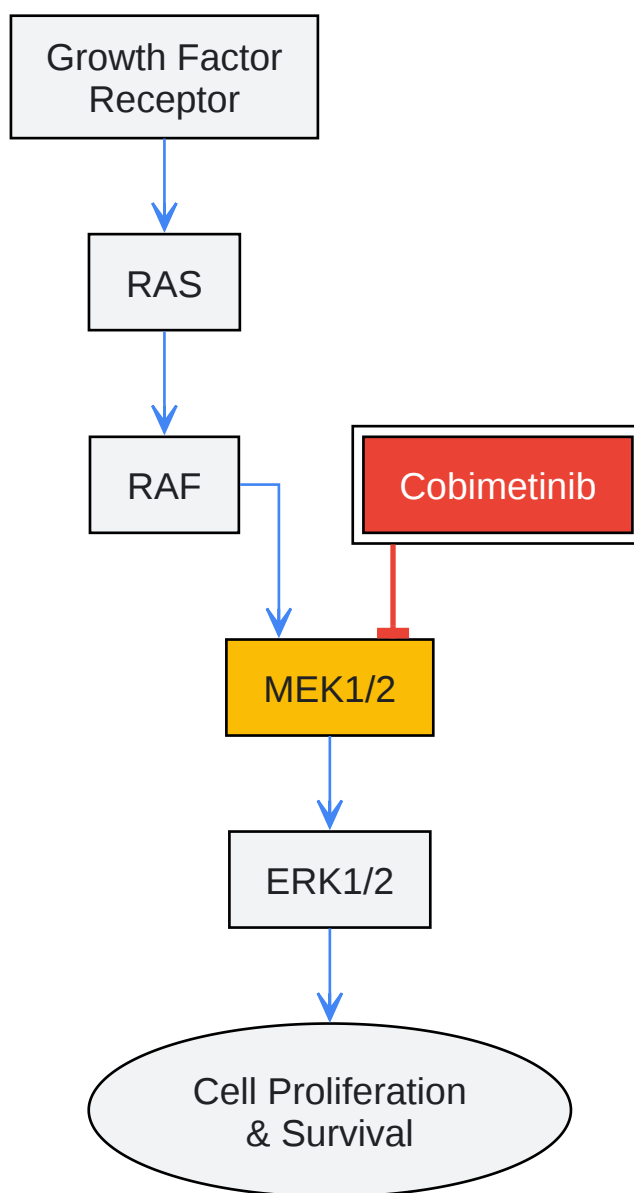 Growth Factor
Receptor
RAS
RAF
Cobimetinib
MEK1/2
ERK1/2
Cell Proliferation
& Survival